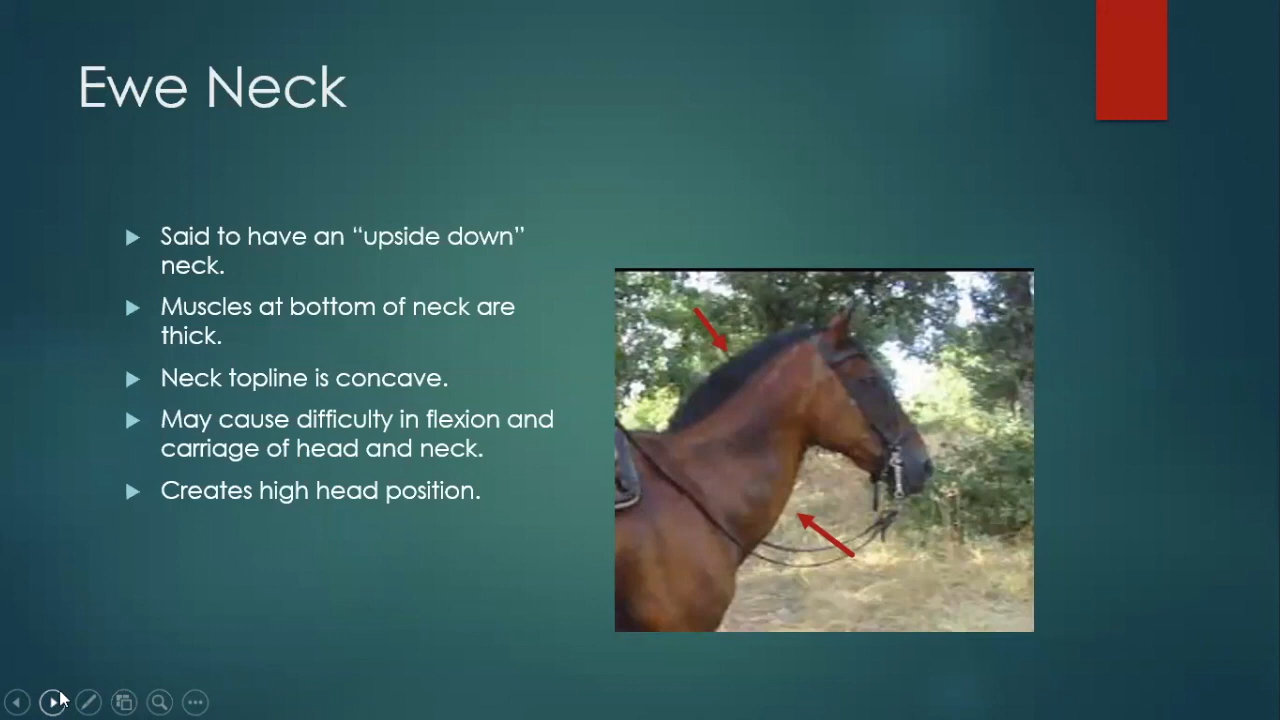 Ewe Neck
Said to have an “upside down”
neck.
Muscles at bottom of neck are
thick.
Neck topline is concave.
May cause difficulty in flexion and
carriage of head and neck.
Creates high head position.